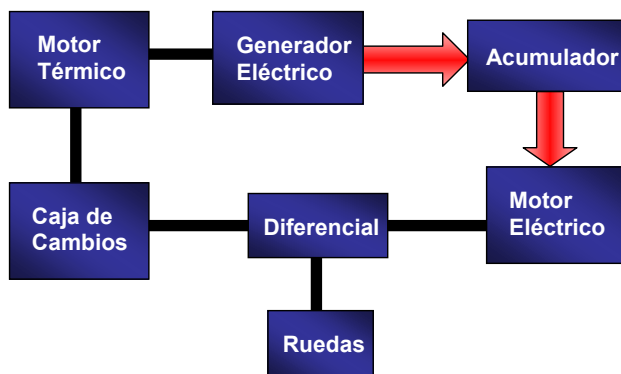 Motor
Térmico
Generador
Eléctrico
Acumulador
Caja de
Cambios
Diferencial
Motor
Eléctrico
Ruedas